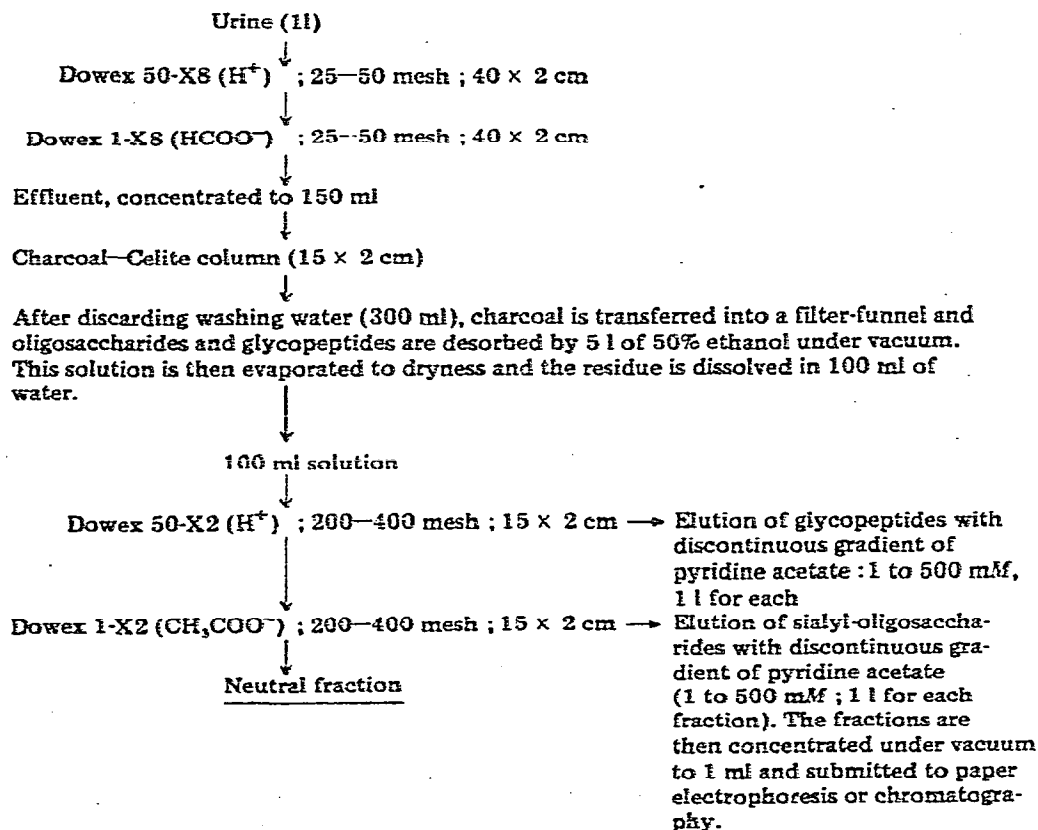 Urine (1l)
Dowex 50-X8 (H⁺) ; 25—50 mesh ; 40 × 2 cm
Dowex 1-X8 (HCOO⁻) ; 25--50 mesh ; 40 × 2 cm
Effluent, concentrated to 150 ml
Charcoal—Celite column (15 × 2 cm)
After discarding washing water (300 ml), charcoal is transferred into a filter-funnel and
oligosaccharides and glycopeptides are desorbed by 5 l of 50% ethanol under vacuum.
This solution is then evaporated to dryness and the residue is dissolved in 100 ml of
water.
100 ml solution
Dowex 50-X2 (H⁺) ; 200—400 mesh ; 15 × 2 cm → Elution of glycopeptides with
discontinuous gradient of
pyridine acetate : 1 to 500 mM,
1 l for each
Dowex 1-X2 (CH₃COO⁻) ; 200—400 mesh ; 15 × 2 cm → Elution of sialyl-oligosaccha-
rides with discontinuous gra-
dient of pyridine acetate
(1 to 500 mM ; 1 l for each
fraction). The fractions are
then concentrated under vacuum
to 1 ml and submitted to paper
electrophoresis or chromatogra-
phy.
Neutral fraction